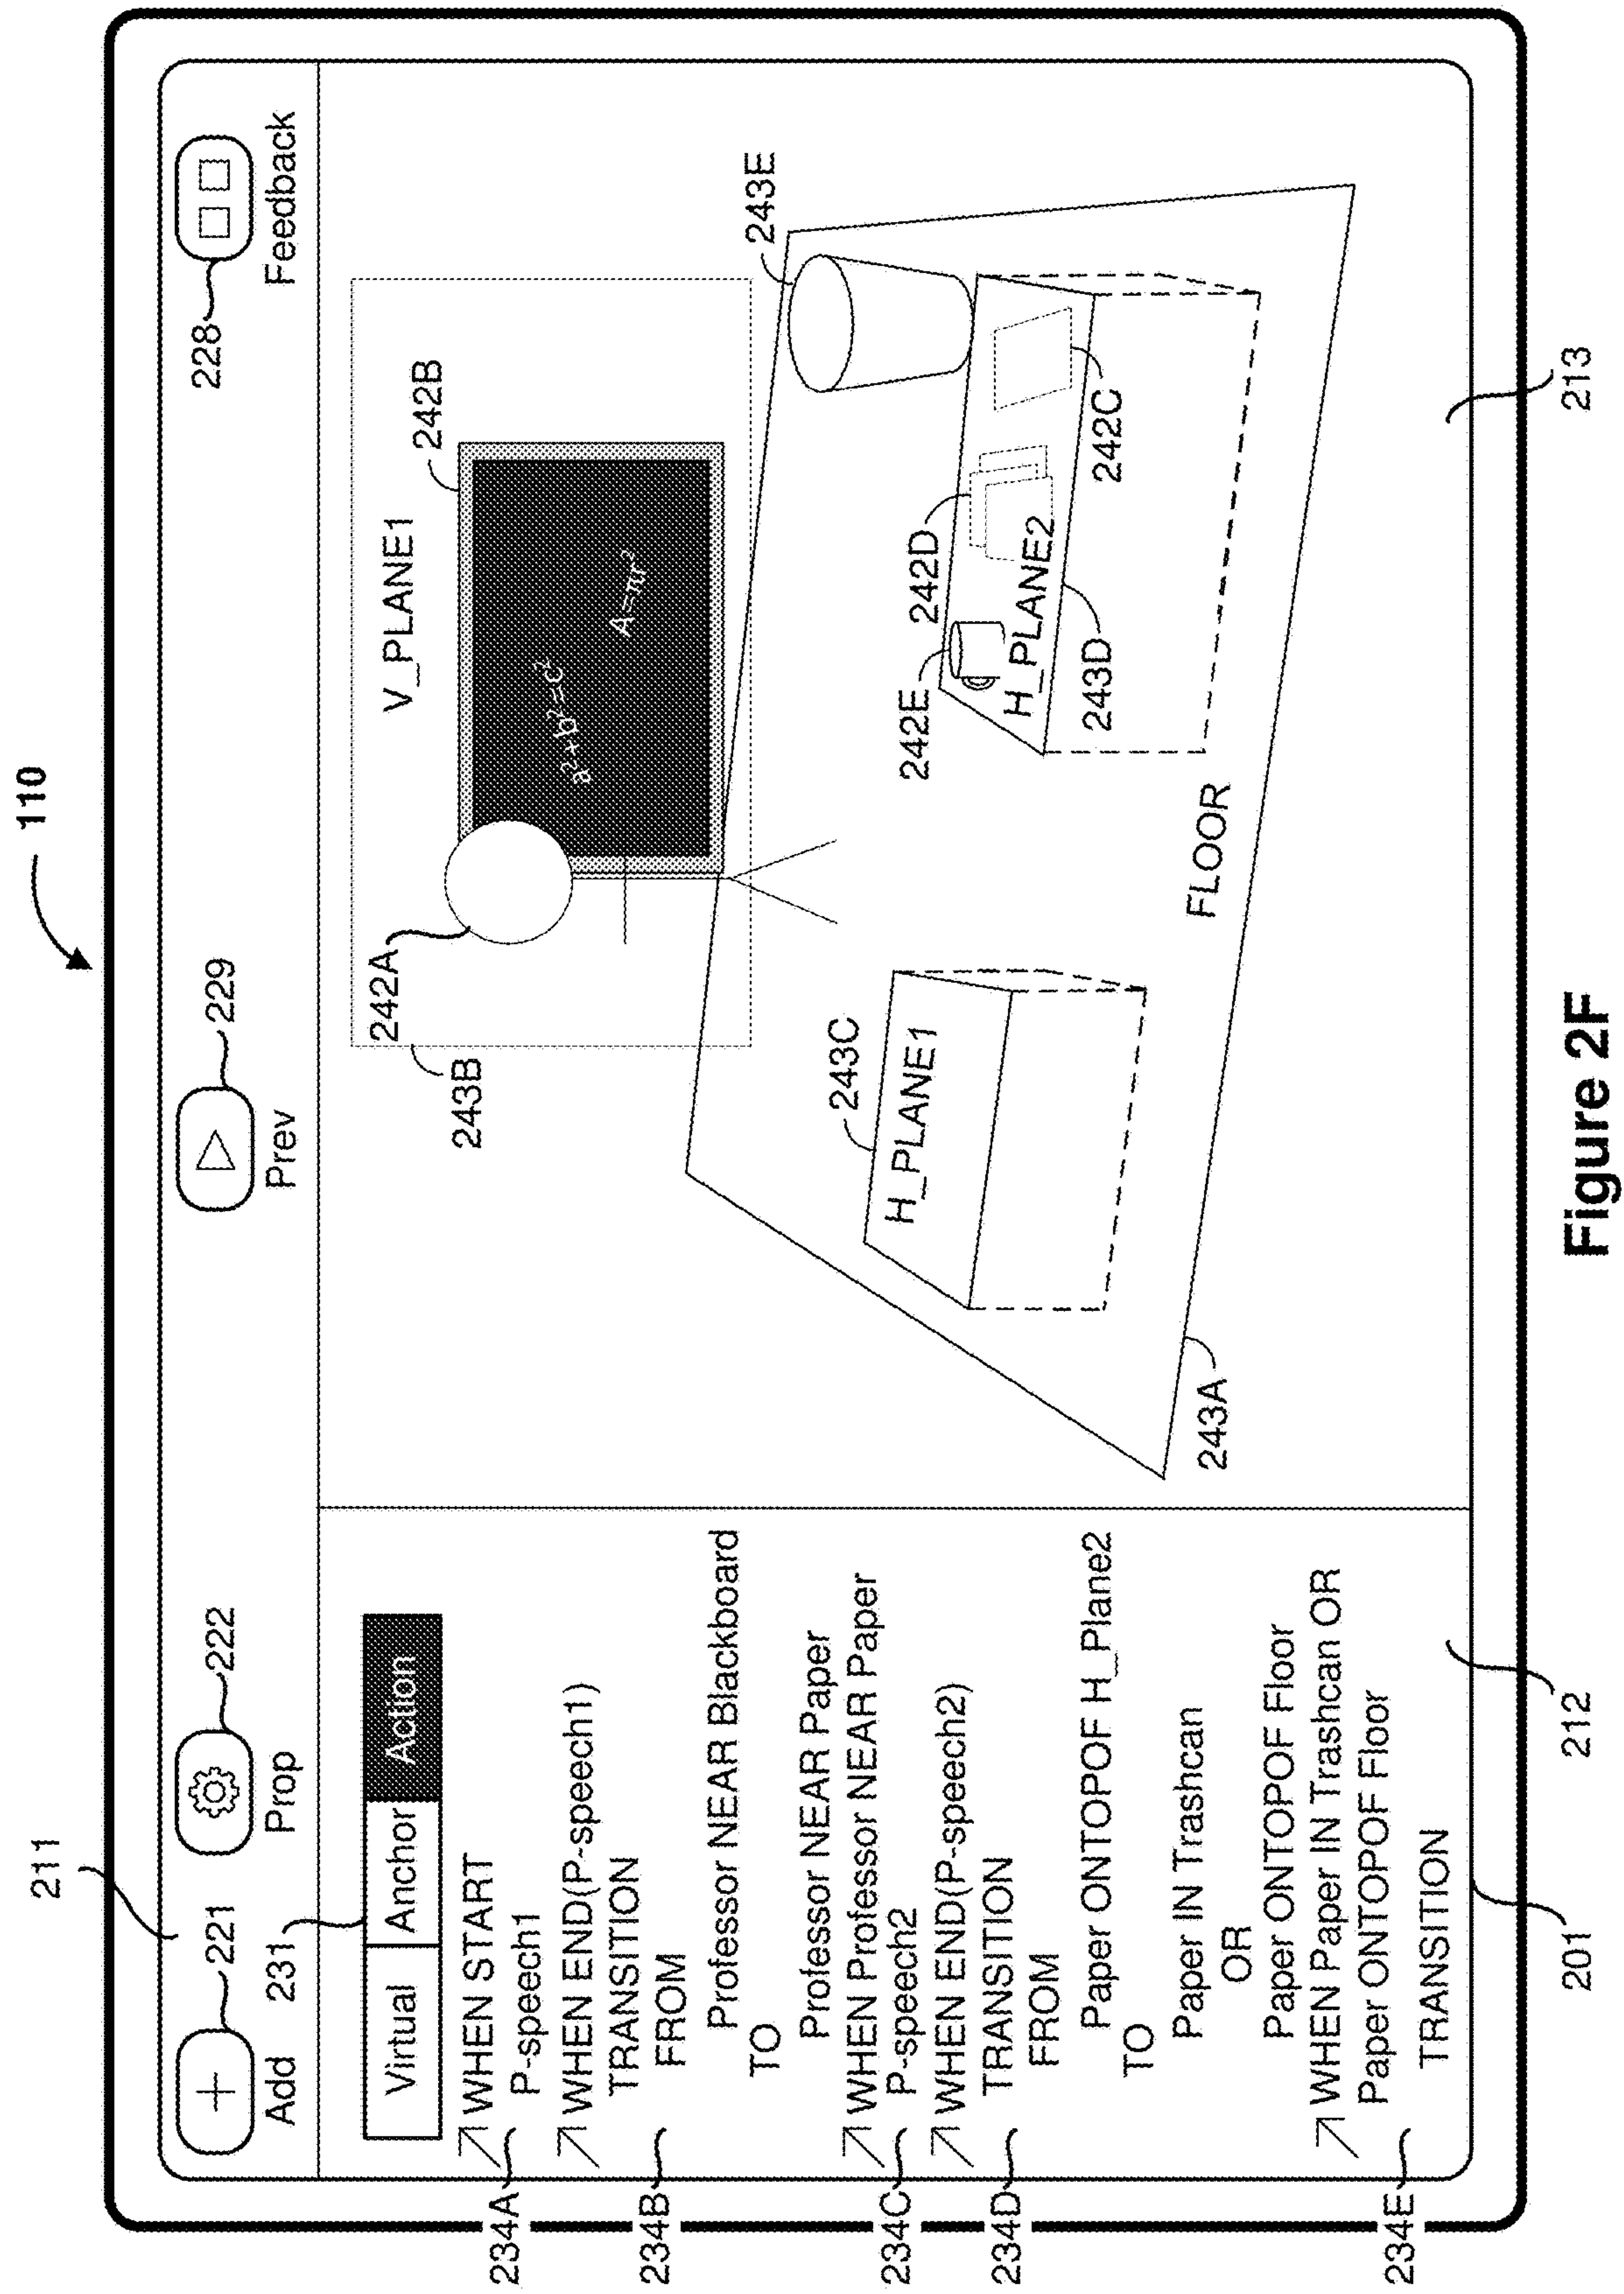 110
211
221
Add
222
Prop
229
Prev
228
Feedback
231
Virtual
Anchor
Action
234A
WHEN START
P-speech1
234B
WHEN END(P-speech1)
TRANSITION
FROM
Professor NEAR Blackboard
TO
Professor NEAR Paper
234C
WHEN Professor NEAR Paper
P-speech2
234D
WHEN END(P-speech2)
TRANSITION
FROM
Paper ONTOPOF H_Plane2
TO
Paper IN Trashcan
OR
Paper ONTOPOF Floor
234E
WHEN Paper IN Trashcan OR
Paper ONTOPOF Floor
TRANSITION
243B
242A
V_PLANE1
242B
a²+b²=c²
A=πr²
243E
243C
H_PLANE1
242E
242D
H_PLANE2
242C
243D
FLOOR
243A
201
212
213
Figure 2F